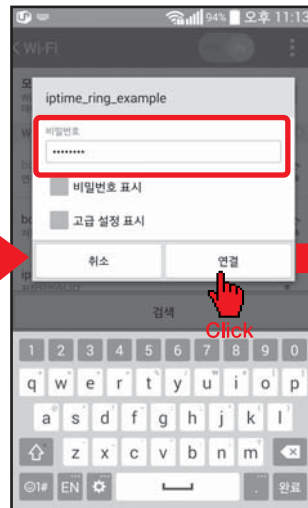 94% 오후 11:13
Wi-Fi
iptime_ring_example
비밀번호
········
비밀번호 표시
고급 설정 표시
취소 연결
검색
Click
1 2 3 4 5 6 7 8 9 0
q w e r t y u i o p
a s d f g h j k l
z x c v b n m
☺1# EN . 완료